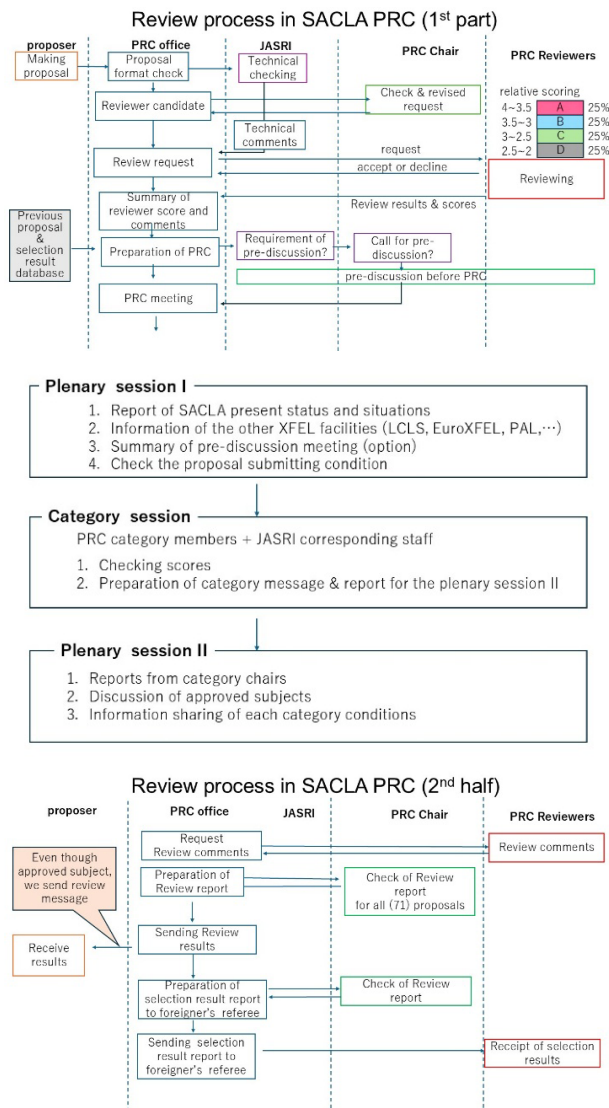 Review process in SACLA PRC (1st part)
proposer
PRC office
JASRI
PRC Chair
PRC Reviewers
Making
proposal
Proposal
format check
Technical
checking
Reviewer candidate
Check & revised
request
relative scoring
4~3.5 A 25%
3.5~3 B 25%
3~2.5 C 25%
2.5~2 D 25%
Technical
comments
Review request
request
accept or decline
Reviewing
Summary of
reviewer score and
comments
Review results & scores
Previous
proposal
&
selection
result
database
Preparation of PRC
Requirement of
pre-discussion?
Call for pre-
discussion?
pre-discussion before PRC
PRC meeting
Plenary session I
1. Report of SACLA present status and situations
2. Information of the other XFEL facilities (LCLS, EuroXFEL, PAL,…)
3. Summary of pre-discussion meeting (option)
4. Check the proposal submitting condition
Category session
PRC category members + JASRI corresponding staff
1. Checking scores
2. Preparation of category message & report for the plenary session II
Plenary session II
1. Reports from category chairs
2. Discussion of approved subjects
3. Information sharing of each category conditions
Review process in SACLA PRC (2nd half)
proposer
PRC office
JASRI
PRC Chair
PRC Reviewers
Request
Review comments
Review comments
Even though
approved subject,
we send review
message
Preparation of
Review report
Check of Review
report
for all (71) proposals
Sending Review
results
Receive
results
Preparation of
selection result report
to foreigner's referee
Check of Review
report
Sending selection
result report to
foreigner's referee
Receipt of selection
results